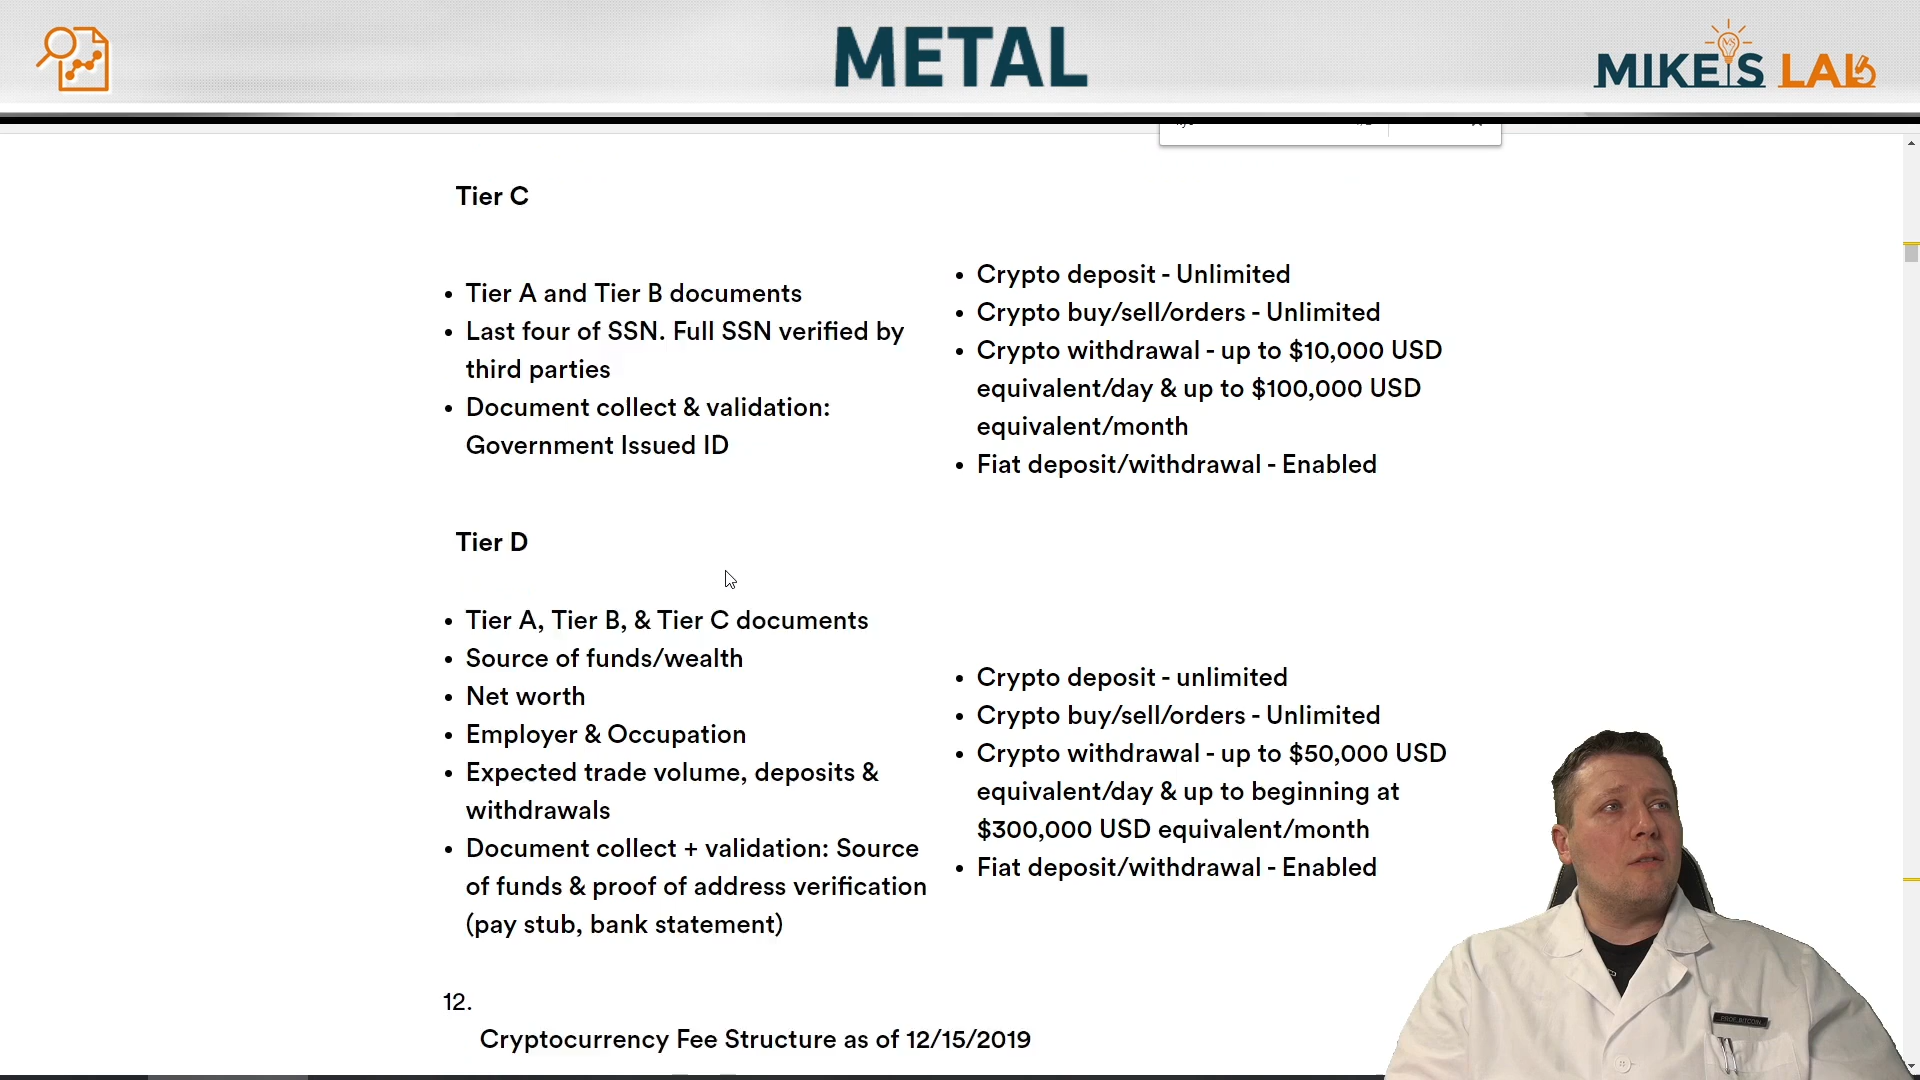 METAL
MIKE'S LAB
Tier C
• Tier A and Tier B documents
• Last four of SSN. Full SSN verified by
third parties
• Document collect & validation:
Government Issued ID
• Crypto deposit - Unlimited
• Crypto buy/sell/orders - Unlimited
• Crypto withdrawal - up to $10,000 USD
equivalent/day & up to $100,000 USD
equivalent/month
• Fiat deposit/withdrawal - Enabled
Tier D
• Tier A, Tier B, & Tier C documents
• Source of funds/wealth
• Net worth
• Employer & Occupation
• Expected trade volume, deposits &
withdrawals
• Document collect + validation: Source
of funds & proof of address verification
(pay stub, bank statement)
• Crypto deposit - unlimited
• Crypto buy/sell/orders - Unlimited
• Crypto withdrawal - up to $50,000 USD
equivalent/day & up to beginning at
$300,000 USD equivalent/month
• Fiat deposit/withdrawal - Enabled
12.
Cryptocurrency Fee Structure as of 12/15/2019
PROF. BITCOIN